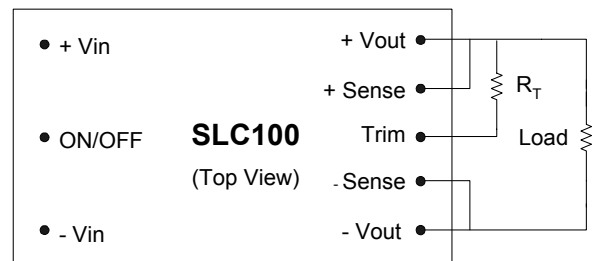 + Vin
+ Vout
+ Sense
R_T
ON/OFF
SLC100
Trim
Load
(Top View)
- Sense
- Vin
- Vout